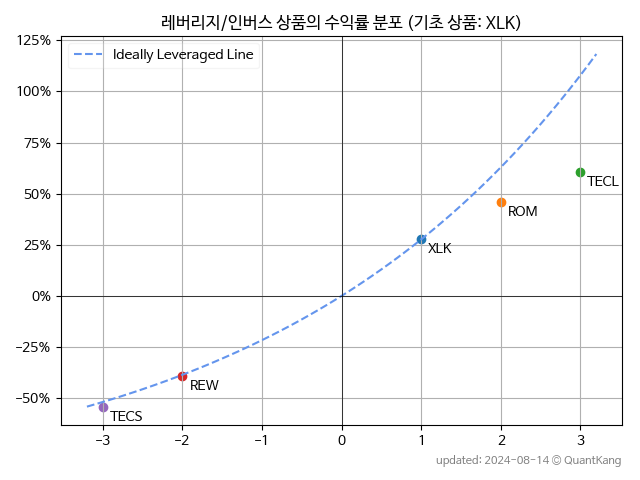 레버리지/인버스 상품의 수익률 분포 (기초 상품: XLK)
125%
Ideally Leveraged Line
100%
75%
TECL
50%
ROM
25%
XLK
0%
−25%
REW
−50%
TECS
−3 −2 −1 0 1 2 3
updated: 2024-08-14 © QuantKang